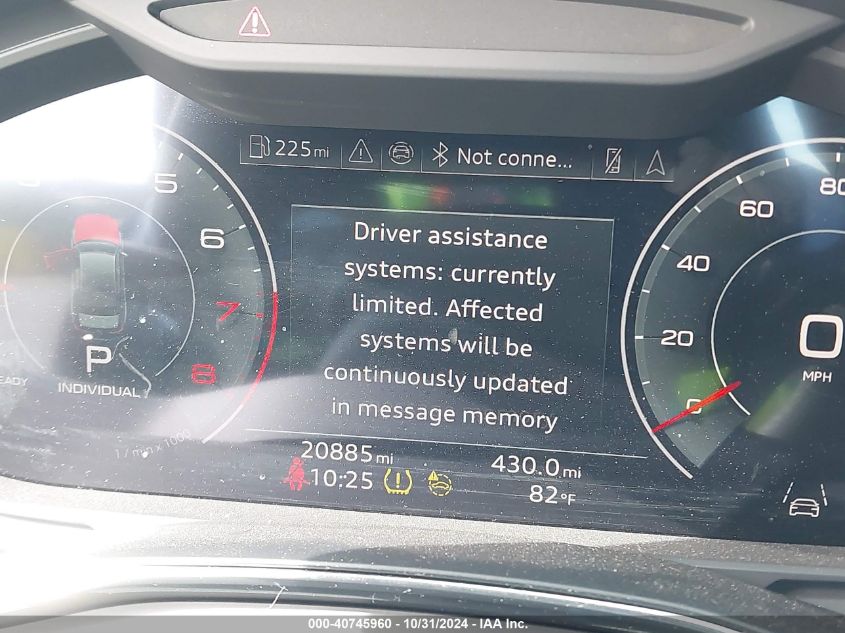 225mi
Not conne...
5
6
7
8
P
INDIVIDUAL
1 / min x 1000
Driver assistance
systems: currently
limited. Affected
systems will be
continuously updated
in message memory
80
60
40
20
0
0
MPH
20885mi
430.0mi
10:25
82°F
000-40745960 - 10/31/2024 - IAA Inc.